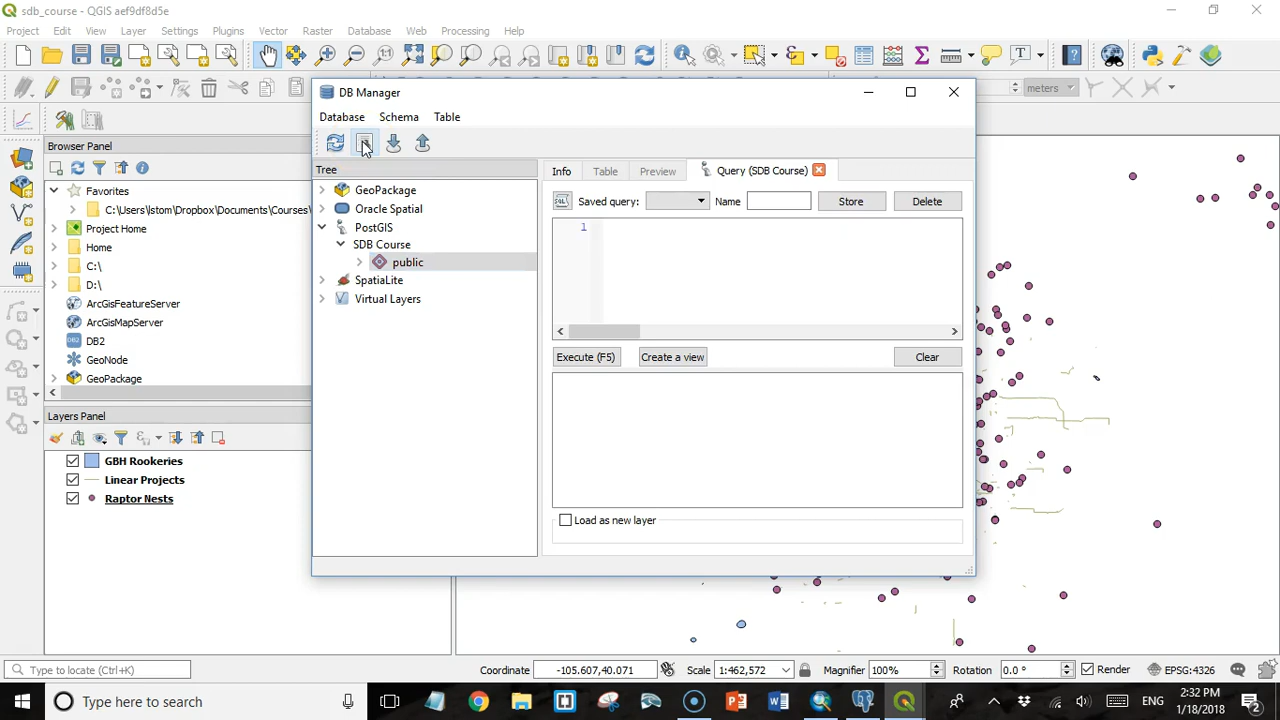 sdb_course - QGIS aef9df8d5e
Project Edit View Layer Settings Plugins Vector Raster Database Web Processing Help
meters
DB Manager
Database Schema Table
Browser Panel
Favorites
C:\Users\lstom\Dropbox\Documents\Courses\
Project Home
Home
C:\
D:\
ArcGisFeatureServer
ArcGisMapServer
DB2
DB2
GeoNode
GeoPackage
Layers Panel
GBH Rookeries
Linear Projects
Raptor Nests
Tree
GeoPackage
Oracle Spatial
PostGIS
SDB Course
public
SpatiaLite
Virtual Layers
Info Table Preview Query (SDB Course)
SQL Saved query: Name Store Delete
1
Execute (F5) Create a view Clear
Load as new layer
Type to locate (Ctrl+K) Coordinate -105.607,40.071 Scale 1:462,572 Magnifier 100% Rotation 0.0 ° Render EPSG:4326
Type here to search ENG 2:32 PM
1/18/2018 2